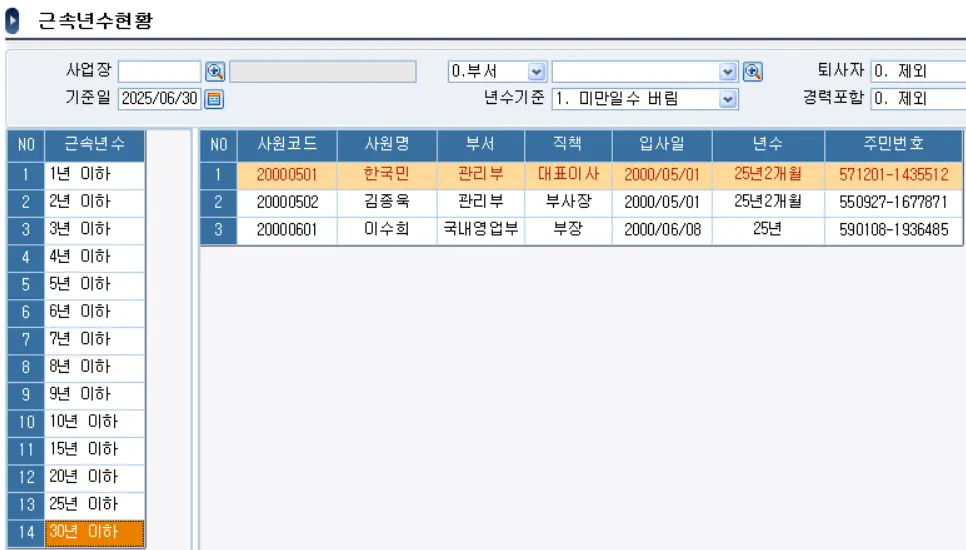 근속년수현황
사업장 0.부서 퇴사자 0. 제외
기준일 2025/06/30 년수기준 1. 미만일수 버림 경력포함 0. 제외
NO 근속년수
1 1년 이하
2 2년 이하
3 3년 이하
4 4년 이하
5 5년 이하
6 6년 이하
7 7년 이하
8 8년 이하
9 9년 이하
10 10년 이하
11 15년 이하
12 20년 이하
13 25년 이하
14 30년 이하
NO 사원코드 사원명 부서 직책 입사일 년수 주민번호
1 20000501 한국민 관리부 대표이사 2000/05/01 25년2개월 571201-1435512
2 20000502 김종욱 관리부 부사장 2000/05/01 25년2개월 550927-1677871
3 20000601 이수희 국내영업부 부장 2000/06/08 25년 590108-1936485